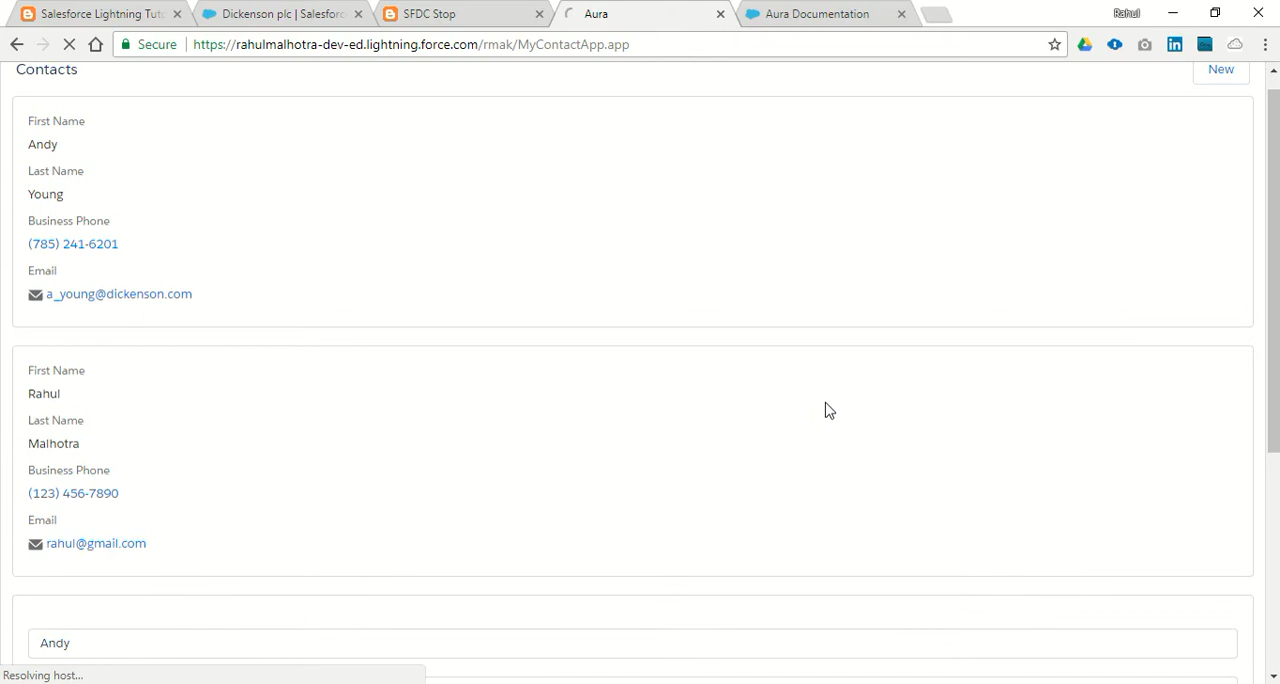 Salesforce Lightning Tuto
Dickenson plc | Salesforc
SFDC Stop
Aura
Aura Documentation
Rahul
Secure
https://rahulmalhotra-dev-ed.lightning.force.com/rmak/MyContactApp.app
Contacts
New
First Name
Andy
Last Name
Young
Business Phone
(785) 241-6201
Email
a_young@dickenson.com
First Name
Rahul
Last Name
Malhotra
Business Phone
(123) 456-7890
Email
rahul@gmail.com
Andy
Resolving host...